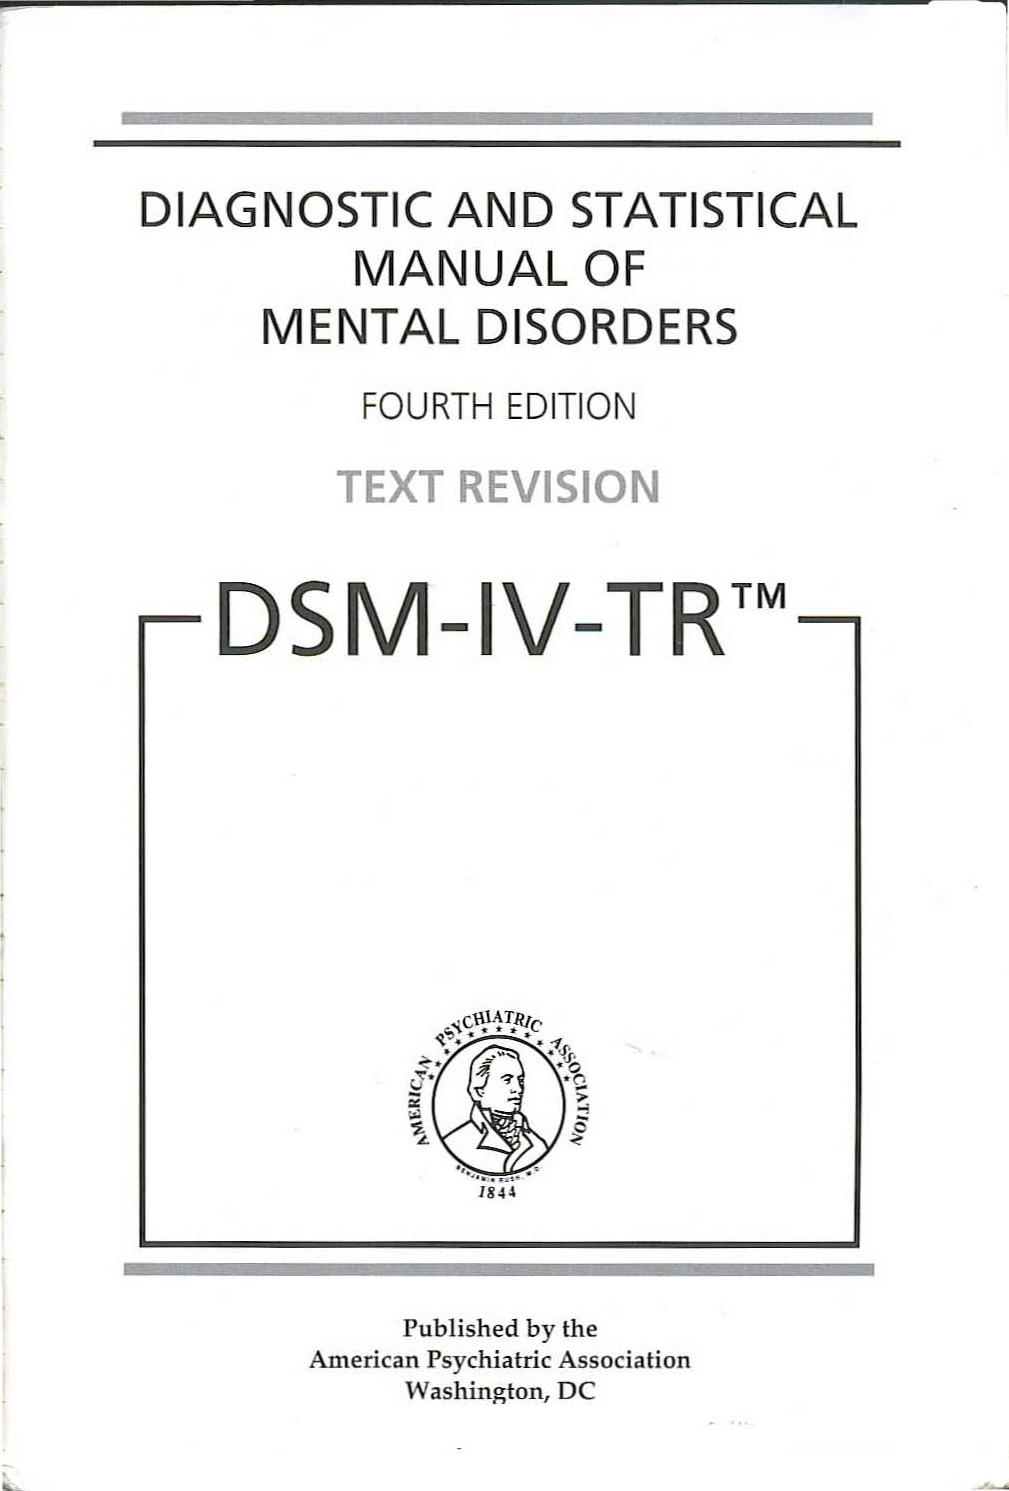 DIAGNOSTIC AND STATISTICAL
MANUAL OF
MENTAL DISORDERS
FOURTH EDITION
TEXT REVISION
DSM-IV-TR™
AMERICAN PSYCHIATRIC ASSOCIATION
BENJAMIN RUSH, M.D.
1844
Published by the
American Psychiatric Association
Washington, DC